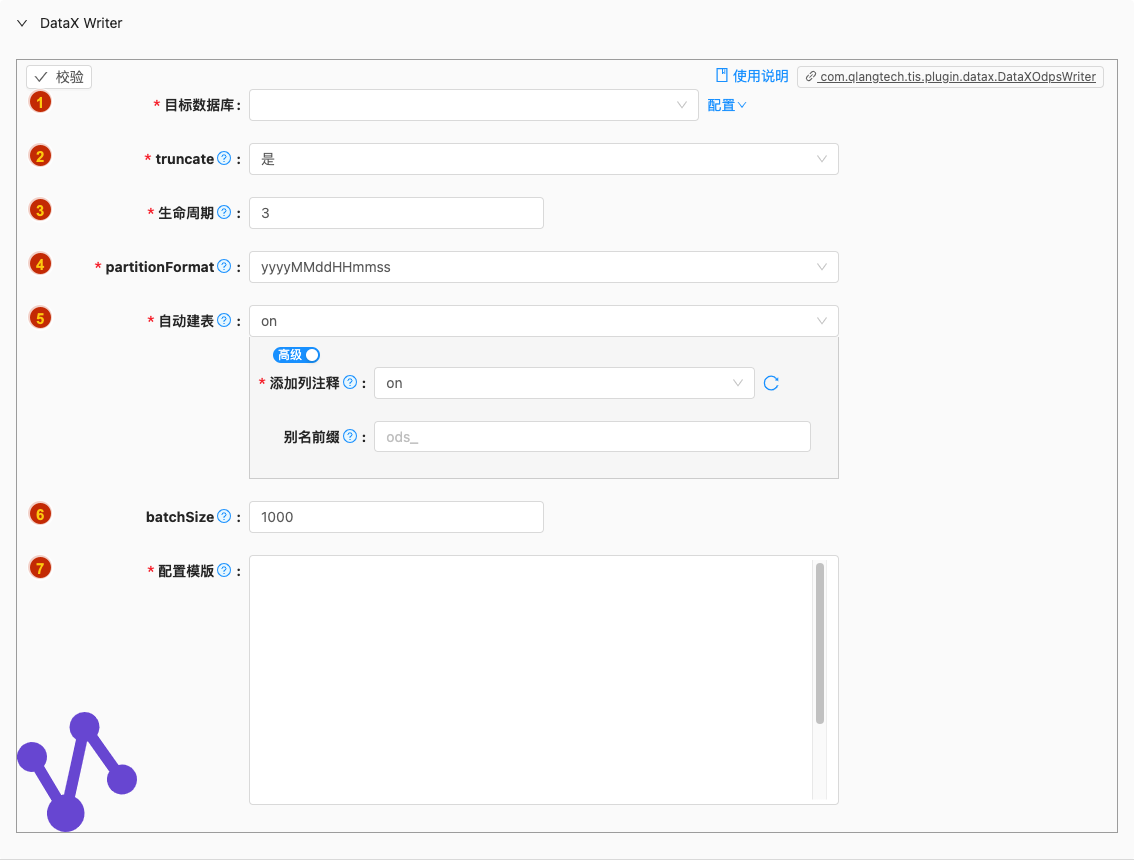 DataX Writer
校验 使用说明 com.qlangtech.tis.plugin.datax.DataXOdpsWriter
1 * 目标数据库: 配置
2 * truncate ? : 是
3 * 生命周期 ? : 3
4 * partitionFormat ? : yyyyMMddHHmmss
5 * 自动建表 ? : on
高级
* 添加列注释 ? : on
别名前缀 ? : ods_
6 batchSize ? : 1000
7 * 配置模版 ? :